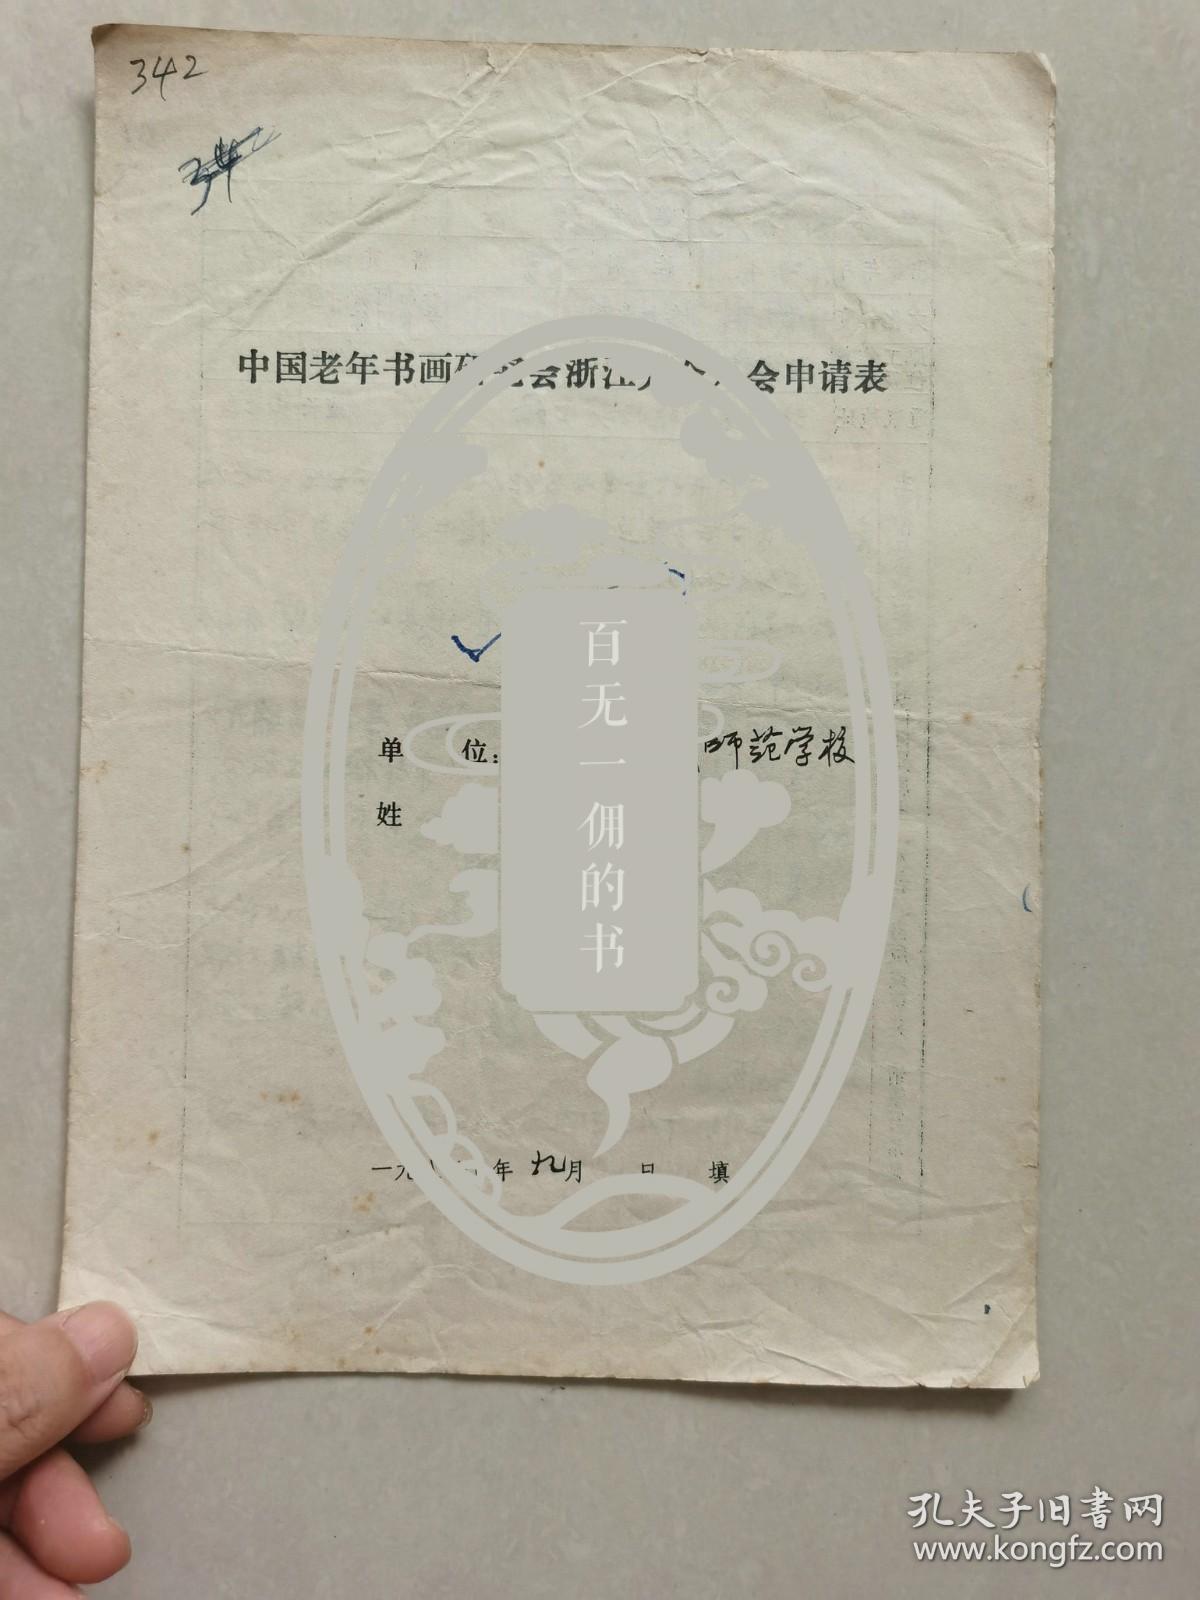 342
中国老年书画研究会浙江分会入会申请表
百无一佣的书
单 位: 师范学校
姓
一九八 年 九月 日 填
孔夫子旧书网
www.kongfz.com